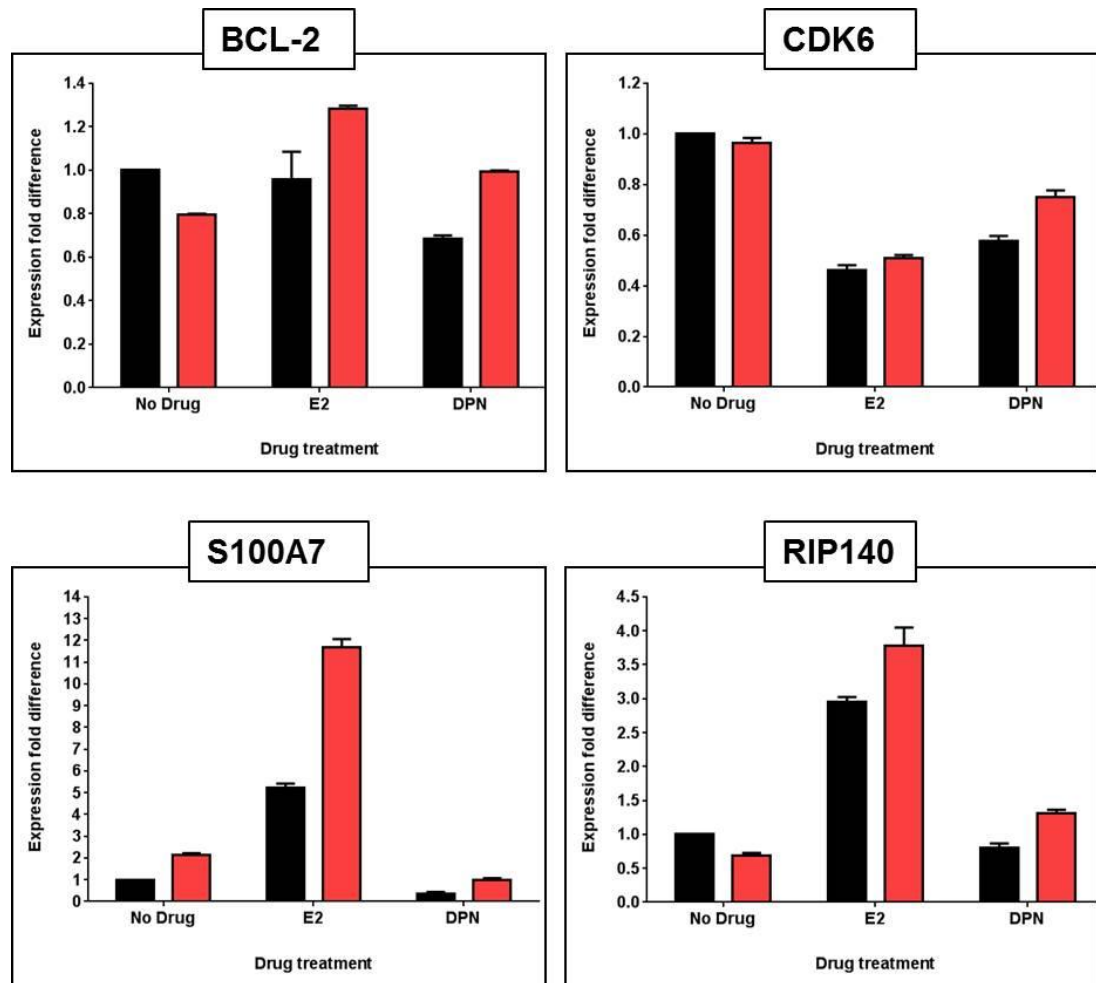 BCL-2
Expression fold difference
1.4
1.2
1.0
0.8
0.6
0.4
0.2
0.0
No Drug E2 DPN
Drug treatment
CDK6
Expression fold difference
1.2
1.0
0.8
0.6
0.4
0.2
0.0
No Drug E2 DPN
Drug treatment
S100A7
Expression fold difference
14
13
12
11
10
9
8
7
6
5
4
3
2
1
0
No Drug E2 DPN
Drug treatment
RIP140
Expression fold difference
4.5
4.0
3.5
3.0
2.5
2.0
1.5
1.0
0.5
0.0
No Drug E2 DPN
Drug treatment